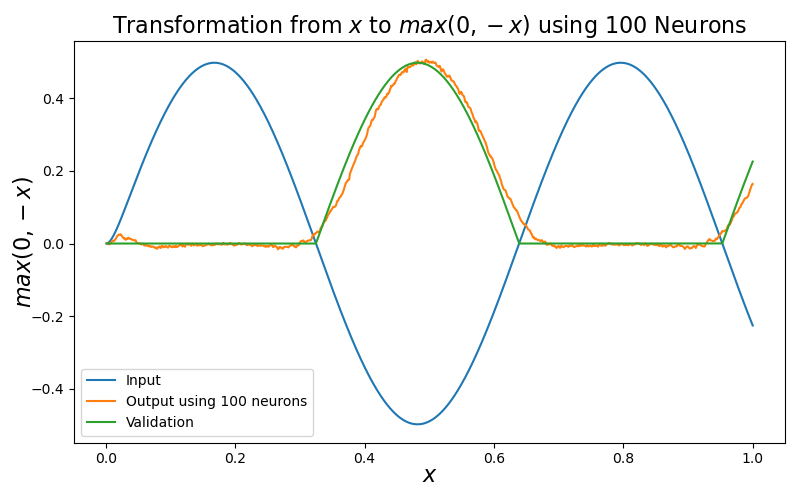 Transformation from x to max(0, −x) using 100 Neurons
max(0, −x)
0.4
0.2
0.0
−0.2
−0.4
Input
Output using 100 neurons
Validation
0.0 0.2 0.4 0.6 0.8 1.0
x